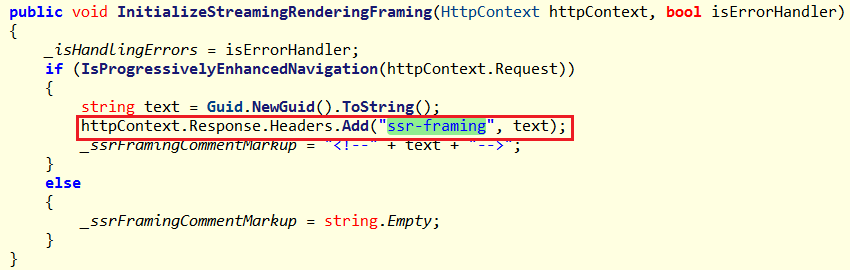 public void InitializeStreamingRenderingFraming(HttpContext httpContext, bool isErrorHandler)
{
_isHandlingErrors = isErrorHandler;
if (IsProgressivelyEnhancedNavigation(httpContext.Request))
{
string text = Guid.NewGuid().ToString();
httpContext.Response.Headers.Add("ssr-framing", text);
_ssrFramingCommentMarkup = "<!--" + text + "-->";
}
else
{
_ssrFramingCommentMarkup = string.Empty;
}
}